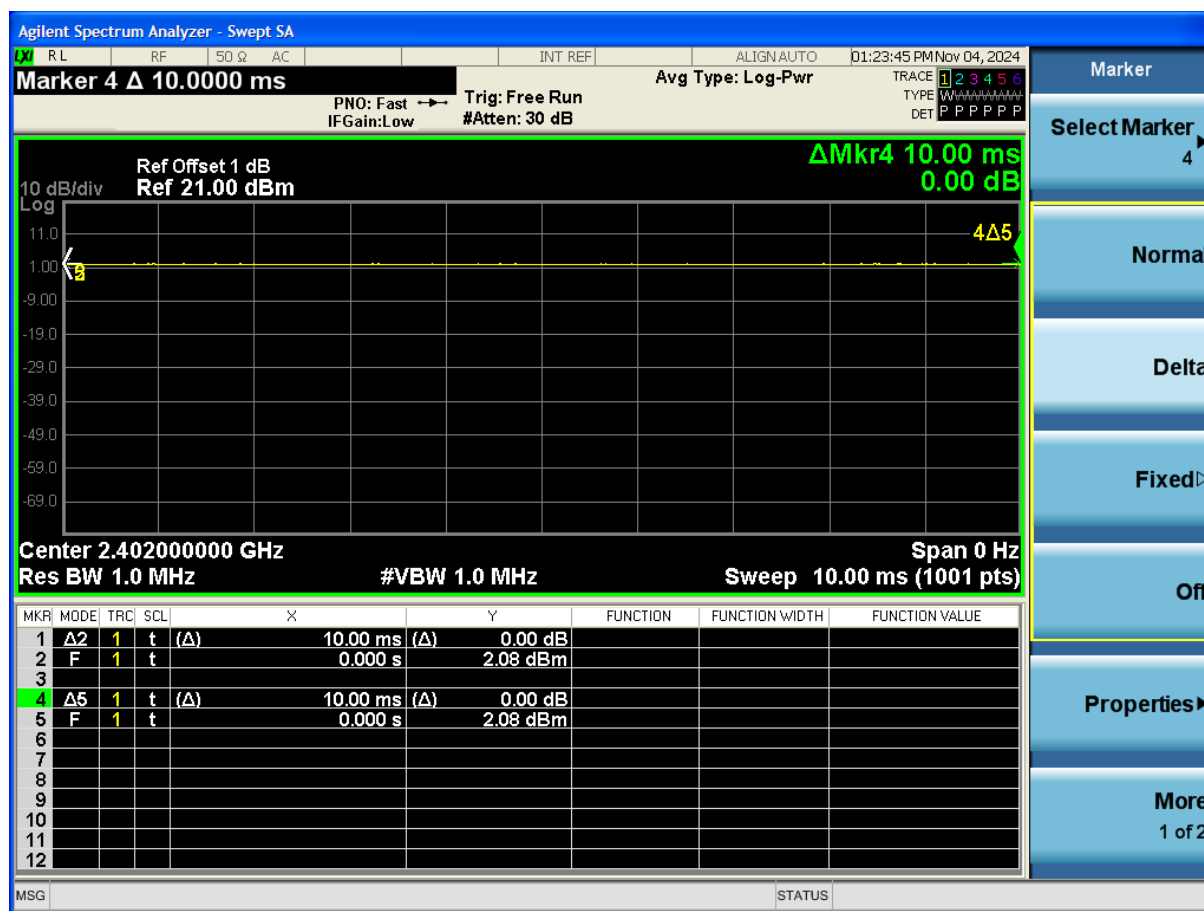 Agilent Spectrum Analyzer - Swept SA
LXI RL RF 50 Ω AC INT REF ALIGN AUTO 01:23:45 PM Nov 04, 2024
Marker 4 Δ 10.0000 ms
PNO: Fast
IFGain:Low
Trig: Free Run
#Atten: 30 dB
Avg Type: Log-Pwr
TRACE 1 2 3 4 5 6
TYPE WWWWWW
DET P P P P P P
Ref Offset 1 dB
10 dB/div Ref 21.00 dBm
Log
ΔMkr4 10.00 ms
0.00 dB
11.0
1.00
-9.00
-19.0
-29.0
-39.0
-49.0
-59.0
-69.0
4Δ5
Center 2.402000000 GHz Span 0 Hz
Res BW 1.0 MHz #VBW 1.0 MHz Sweep 10.00 ms (1001 pts)
MKR MODE TRC SCL X Y FUNCTION FUNCTION WIDTH FUNCTION VALUE
1 Δ2 1 t (Δ) 10.00 ms (Δ) 0.00 dB
2 F 1 t 0.000 s 2.08 dBm
3
4 Δ5 1 t (Δ) 10.00 ms (Δ) 0.00 dB
5 F 1 t 0.000 s 2.08 dBm
6
7
8
9
10
11
12
MSG STATUS
Marker
Select Marker
4
Norma
Delta
Fixed
Off
Properties
More
1 of 2